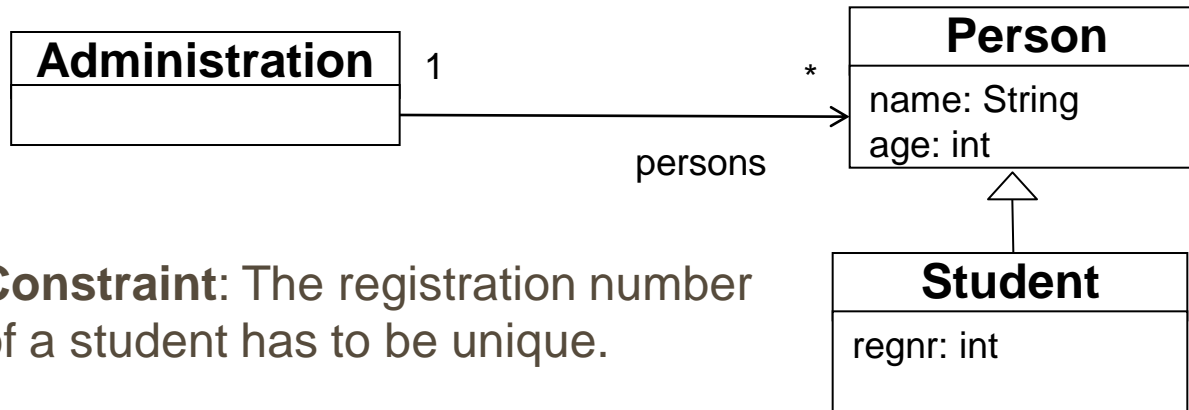 Administration
1
*
persons
Person
name: String
age: int
Constraint: The registration number
of a student has to be unique.
Student
regnr: int